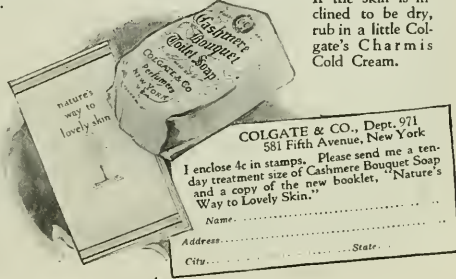 If the skin is in-
clined to be dry,
rub in a little Col-
gate's Charmis
Cold Cream.
Cashmere
Bouquet
Toilet Soap
COLGATE & CO
Perfumers
NEW YORK
nature's
way to
lovely skin
COLGATE & CO., Dept. 971
581 Fifth Avenue, New York
I enclose 4c in stamps. Please send me a ten-
day treatment size of Cashmere Bouquet Soap
and a copy of the new booklet, "Nature's
Way to Lovely Skin."
Name
Address
City State